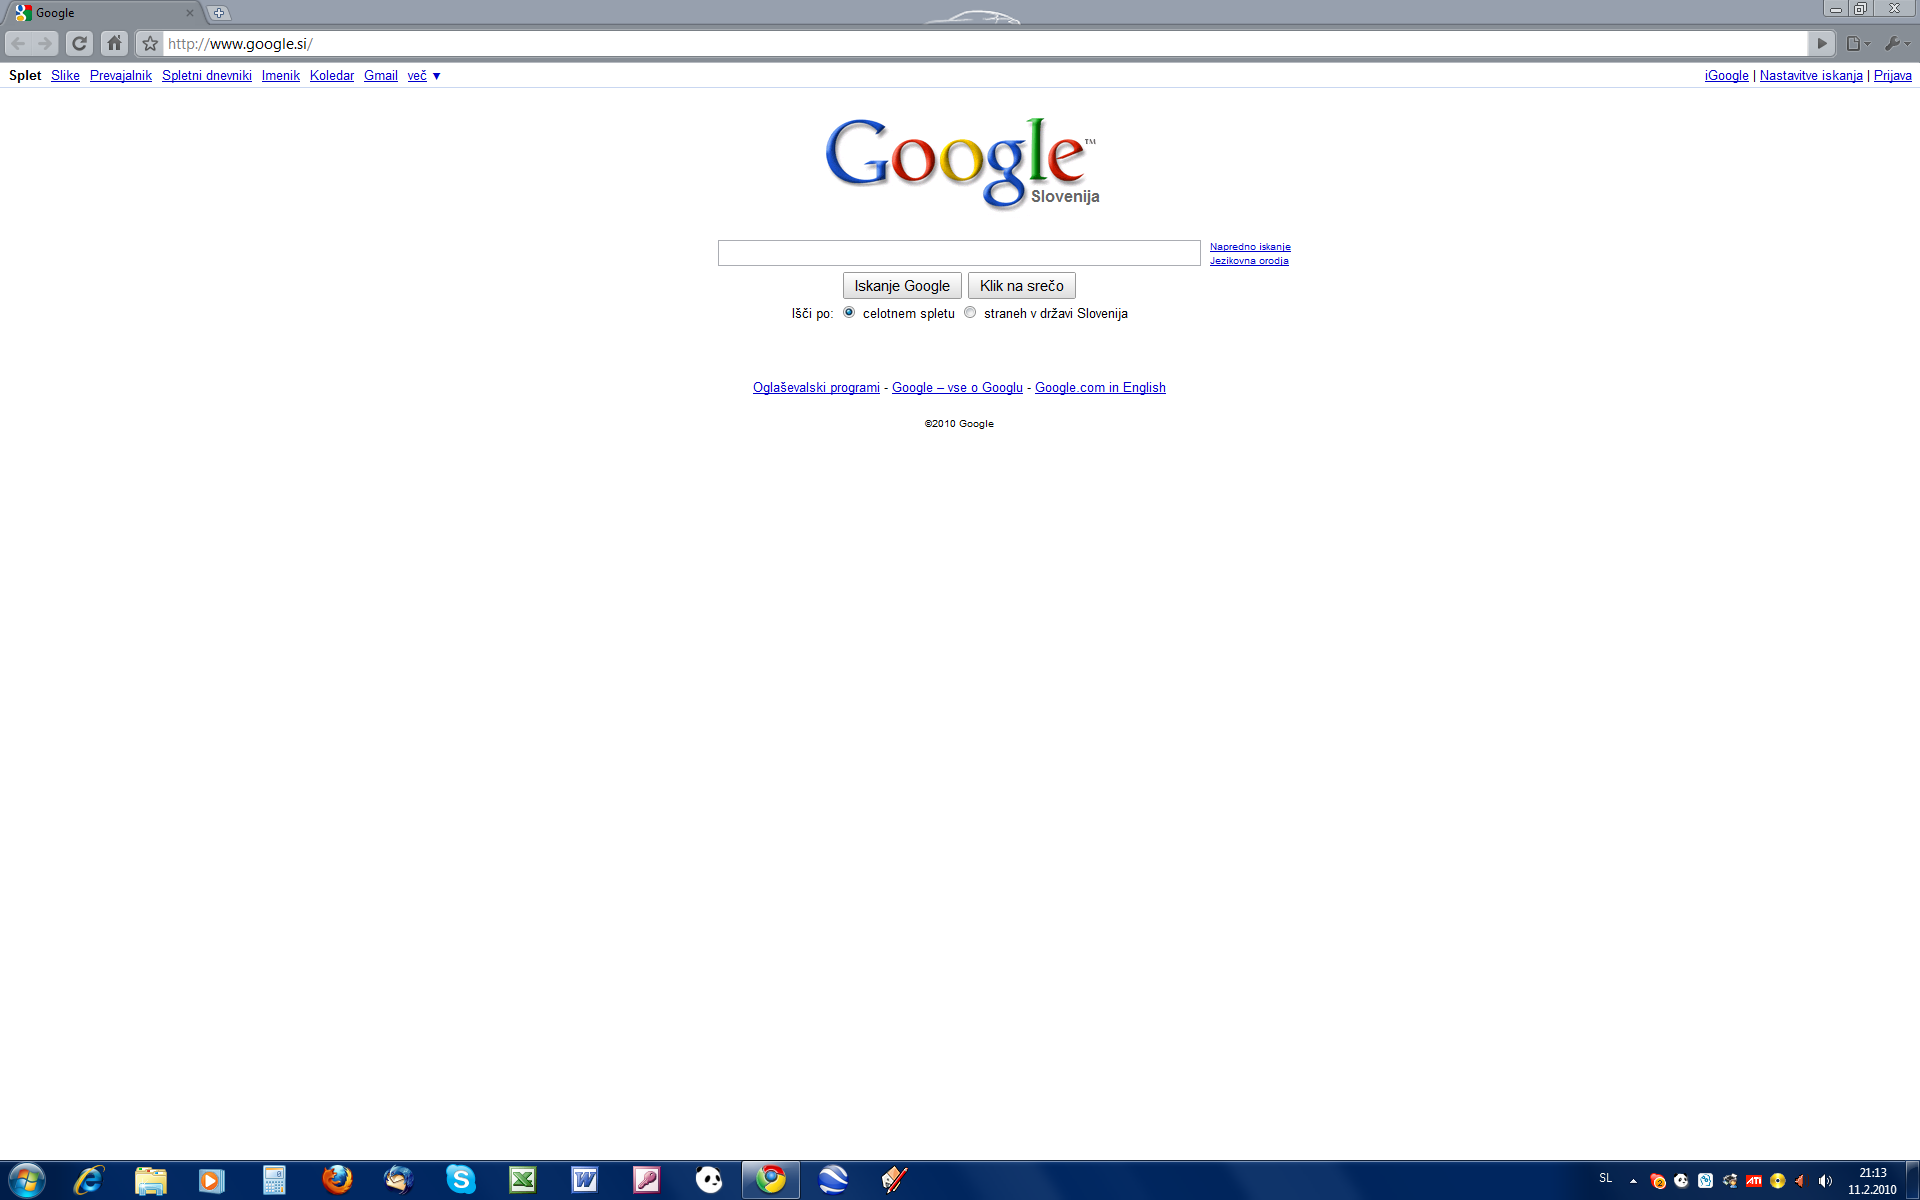 Google
http://www.google.si/
Splet Slike Prevajalnik Spletni dnevniki Imenik Koledar Gmail več ▼
iGoogle | Nastavitve iskanja | Prijava
Google™
Slovenija
Napredno iskanje
Jezikovna orodja
Iskanje Google Klik na srečo
Išči po: celotnem spletu straneh v državi Slovenija
Oglaševalski programi - Google – vse o Googlu - Google.com in English
©2010 Google
SL
ATI
21:13
11.2.2010